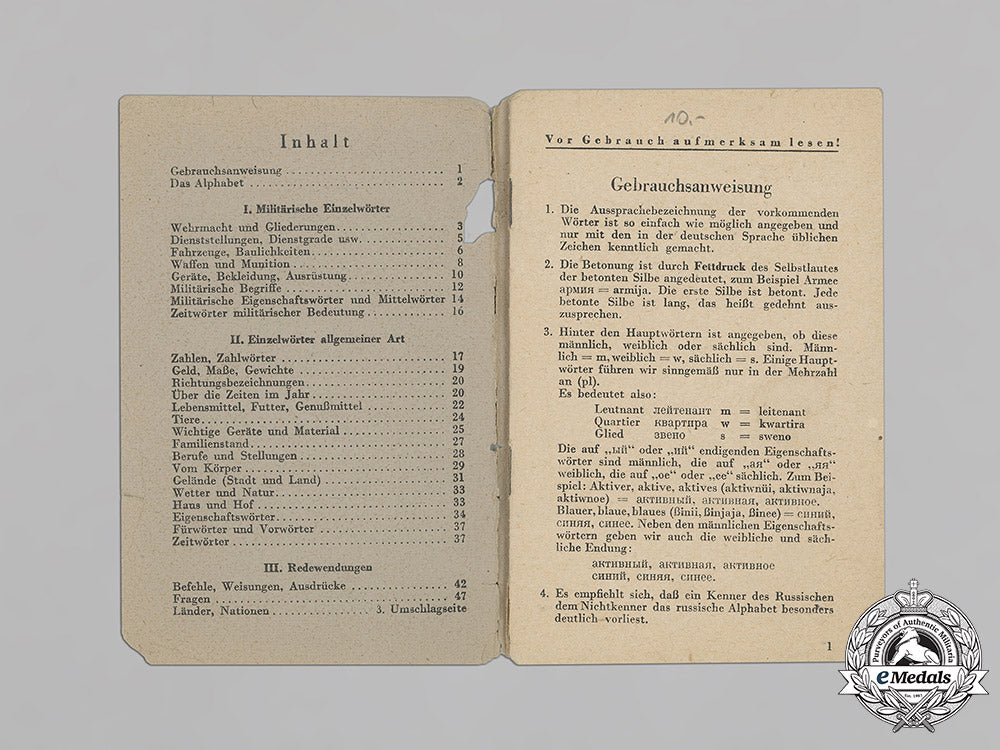 Inhalt
Gebrauchsanweisung 1
Das Alphabet 2
I. Militärische Einzelwörter
Wehrmacht und Gliederungen 3
Dienststellungen, Dienstgrade usw. 5
Fahrzeuge, Baulichkeiten 6
Waffen und Munition 8
Geräte, Bekleidung, Ausrüstung 10
Militärische Begriffe 12
Militärische Eigenschaftswörter und Mittelwörter 14
Zeitwörter militärischer Bedeutung 16
II. Einzelwörter allgemeiner Art
Zahlen, Zahlwörter 17
Geld, Maße, Gewichte 19
Richtungsbezeichnungen 20
Über die Zeiten im Jahr 20
Lebensmittel, Futter, Genußmittel 22
Tiere 24
Wichtige Geräte und Material 25
Familienstand 27
Berufe und Stellungen 28
Vom Körper 29
Gelände (Stadt und Land) 31
Wetter und Natur 33
Haus und Hof 33
Eigenschaftswörter 34
Fürwörter und Vorwörter 37
Zeitwörter 37
III. Redewendungen
Befehle, Weisungen, Ausdrücke 42
Fragen 47
Länder, Nationen 3. Umschlagseite
10.-
Vor Gebrauch aufmerksam lesen!
Gebrauchsanweisung
1. Die Aussprachebezeichnung der vorkommenden
Wörter ist so einfach wie möglich angegeben und
nur mit den in der deutschen Sprache üblichen
Zeichen kenntlich gemacht.
2. Die Betonung ist durch Fettdruck des Selbstlautes
der betonten Silbe angedeutet, zum Beispiel Armee
армия = armija. Die erste Silbe ist betont. Jede
betonte Silbe ist lang, das heißt gedehnt aus-
zusprechen.
3. Hinter den Hauptwörtern ist angegeben, ob diese
männlich, weiblich oder sächlich sind. Männ-
lich = m, weiblich = w, sächlich = s. Einige Haupt-
wörter führen wir sinngemäß nur in der Mehrzahl
an (pl).
Es bedeutet also:
Leutnant лейтенант m = leitenant
Quartier квартира w = kwartira
Glied звено s = sweno
Die auf „ый“ oder „ий“ endigenden Eigenschafts-
wörter sind männlich, die auf „ая“ oder „яя“
weiblich, die auf „ое“ oder „ее“ sächlich. Zum Bei-
spiel: Aktiver, aktive, aktives (aktiwnüi, aktiwnaja,
aktiwnoe) = активный, активная, активное.
Blauer, blaue, blaues (ßinii, ßinjaja, ßinee) = синий,
синяя, синее. Neben den männlichen Eigenschafts-
wörtern geben wir auch die weibliche und säch-
liche Endung:
активный, активная, активное
синий, синяя, синее.
4. Es empfiehlt sich, daß ein Kenner des Russischen
dem Nichtkenner das russische Alphabet besonders
deutlich vorliest.
1
Purveyors of Authentic Militaria
eMedals
Est. 1987